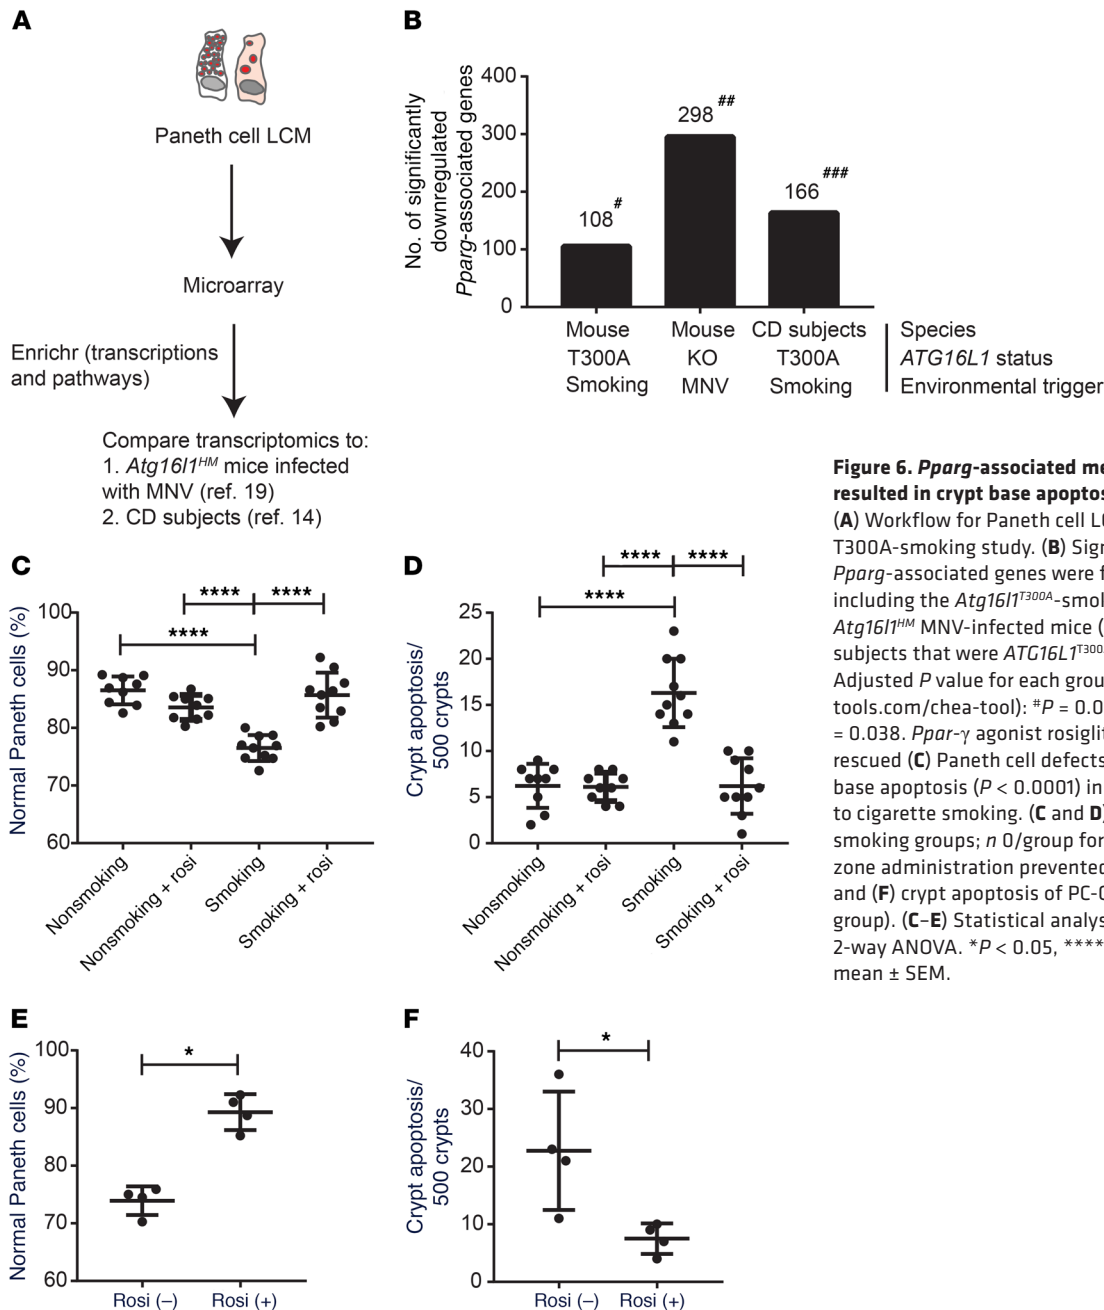 A
Paneth cell LCM
Microarray
Enrichr (transcriptions
and pathways)
Compare transcriptomics to:
1. Atg16l1HM mice infected
with MNV (ref. 19)
2. CD subjects (ref. 14)
B
No. of significantly
downregulated
Pparg-associated genes
400
300
200
100
0
108 #
298 ##
166 ###
Mouse Mouse CD subjects Species
T300A KO T300A ATG16L1 status
Smoking MNV Smoking Environmental trigger
C
Normal Paneth cells (%)
100
90
80
70
60
**** ****
****
Nonsmoking
Nonsmoking + rosi
Smoking
Smoking + rosi
D
Crypt apoptosis/
500 crypts
25
20
15
10
5
0
**** ****
****
Nonsmoking
Nonsmoking + rosi
Smoking
Smoking + rosi
Figure 6. Pparg-associated me
resulted in crypt base apoptos
(A) Workflow for Paneth cell LC
T300A-smoking study. (B) Sign
Pparg-associated genes were f
including the Atg16l1T300A-smol
Atg16l1HM MNV-infected mice (
subjects that were ATG16L1T300
Adjusted P value for each grou
tools.com/chea-tool): #P = 0.0
= 0.038. Ppar-γ agonist rosiglit
rescued (C) Paneth cell defects
base apoptosis (P < 0.0001) in
to cigarette smoking. (C and D)
smoking groups; n 0/group for
zone administration prevented
and (F) crypt apoptosis of PC-C
group). (C–E) Statistical analys
2-way ANOVA. *P < 0.05, ****
mean ± SEM.
E
Normal Paneth cells (%)
100
90
80
70
60
*
Rosi (–) Rosi (+)
F
Crypt apoptosis/
500 crypts
40
30
20
10
0
*
Rosi (–) Rosi (+)